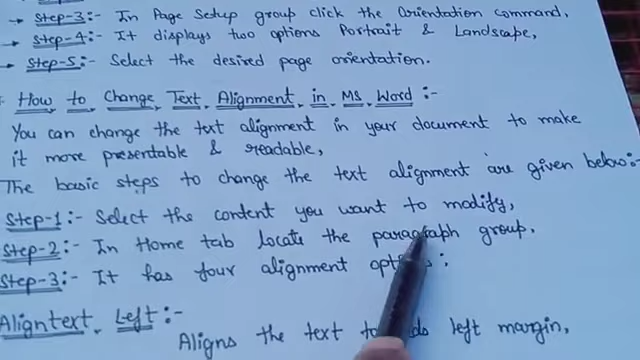 → Step-3:- In Page Setup group click the Orientation command,
→ Step-4:- It displays two options Portrait & Landscape,
→ Step-5:- Select the desired page orientation.
How to Change Text Alignment in MS Word:-
You can change the text alignment in your document to make
it more presentable & readable,
The basic steps to change the text alignment are given below:-
Step-1:- Select the content you want to modify,
Step-2:- In Home tab locate the paragraph group.
Step-3:- It has four alignment :
Aligntext Left:-
Aligns the text left margin,